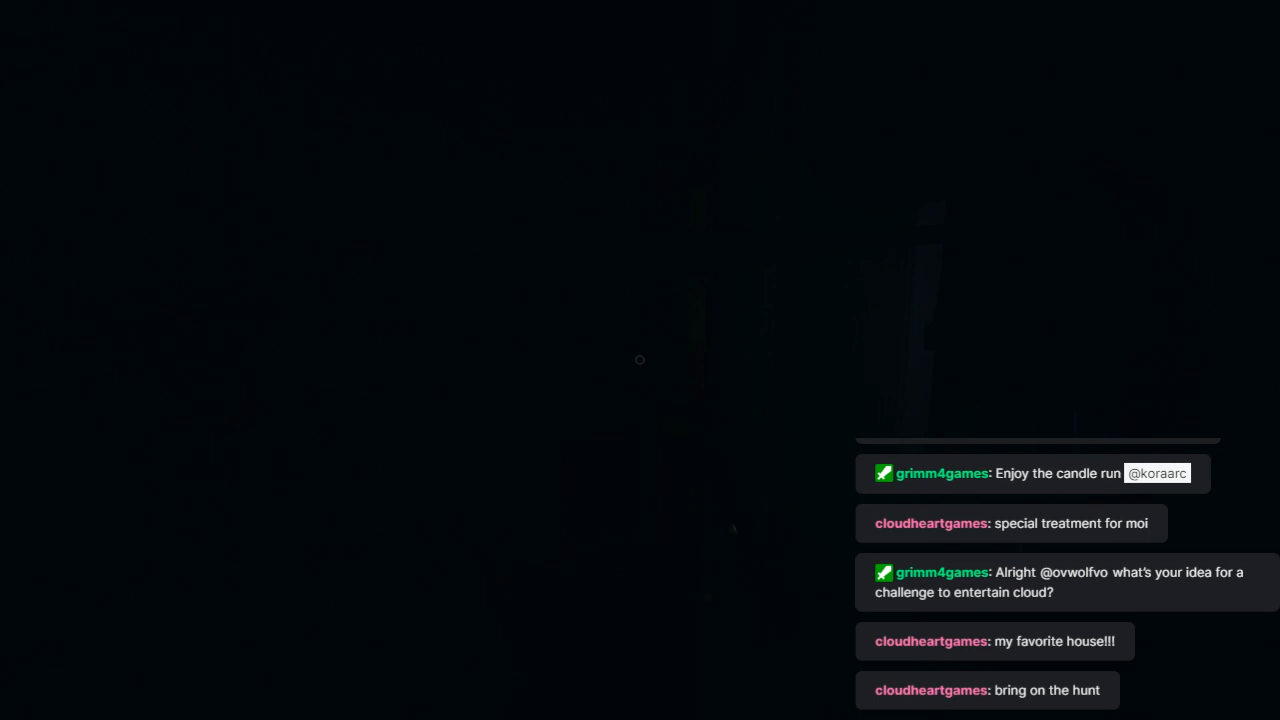 grimm4games: Enjoy the candle run @koraarc
cloudheartgames: special treatment for moi
grimm4games: Alright @ovwolfvo what's your idea for a
challenge to entertain cloud?
cloudheartgames: my favorite house!!!
cloudheartgames: bring on the hunt